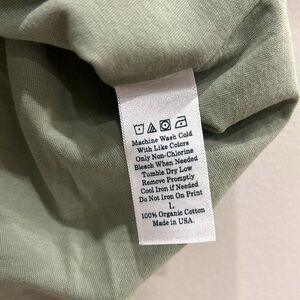 Machine Wash Cold
With Like Colors
Only Non-Chlorine
Bleach When Needed
Tumble Dry Low
Remove Promptly
Cool Iron if Needed
Do Not Iron On Print
L
100% Organic Cotton
Made in USA.